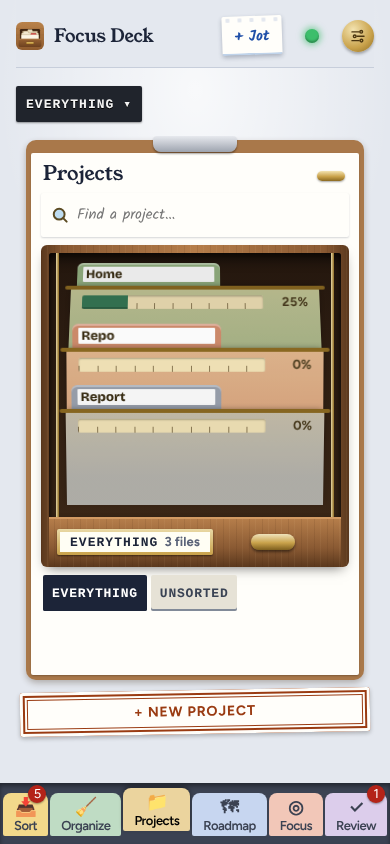 Focus Deck
+ Jot
EVERYTHING ▾
Projects
Find a project...
Home
25%
Repo
0%
Report
0%
EVERYTHING 3 files
EVERYTHING UNSORTED
+ NEW PROJECT
5 1
Sort Organize Projects Roadmap Focus Review